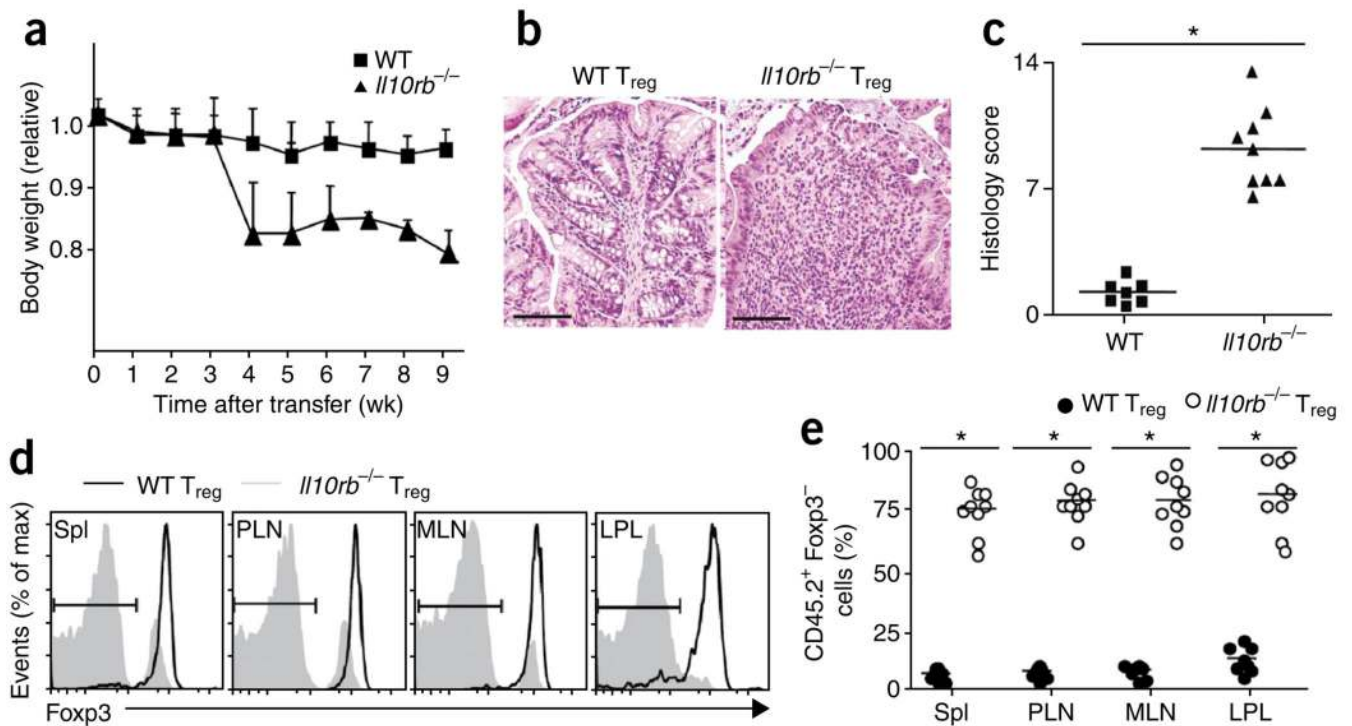 a
WT
Il10rb−/−
Body weight (relative)
1.0
0.9
0.8
0 1 2 3 4 5 6 7 8 9
Time after transfer (wk)
b
WT Treg Il10rb−/− Treg
c
*
Histology score
14
7
0
WT Il10rb−/−
d
WT Treg Il10rb−/− Treg
Events (% of max)
Spl PLN MLN LPL
Foxp3
e
WT Treg Il10rb−/− Treg
* * * *
CD45.2+ Foxp3−
cells (%)
100
75
50
25
0
Spl PLN MLN LPL